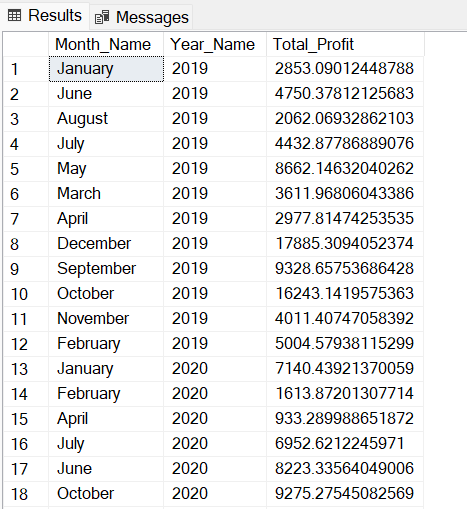 Results Messages
Month_Name Year_Name Total_Profit
1 January 2019 2853.09012448788
2 June 2019 4750.37812125683
3 August 2019 2062.06932862103
4 July 2019 4432.87786889076
5 May 2019 8662.14632040262
6 March 2019 3611.96806043386
7 April 2019 2977.81474253535
8 December 2019 17885.3094052374
9 September 2019 9328.65753686428
10 October 2019 16243.1419575363
11 November 2019 4011.40747058392
12 February 2019 5004.57938115299
13 January 2020 7140.43921370059
14 February 2020 1613.87201307714
15 April 2020 933.289988651872
16 July 2020 6952.6212245971
17 June 2020 8223.33564049006
18 October 2020 9275.27545082569